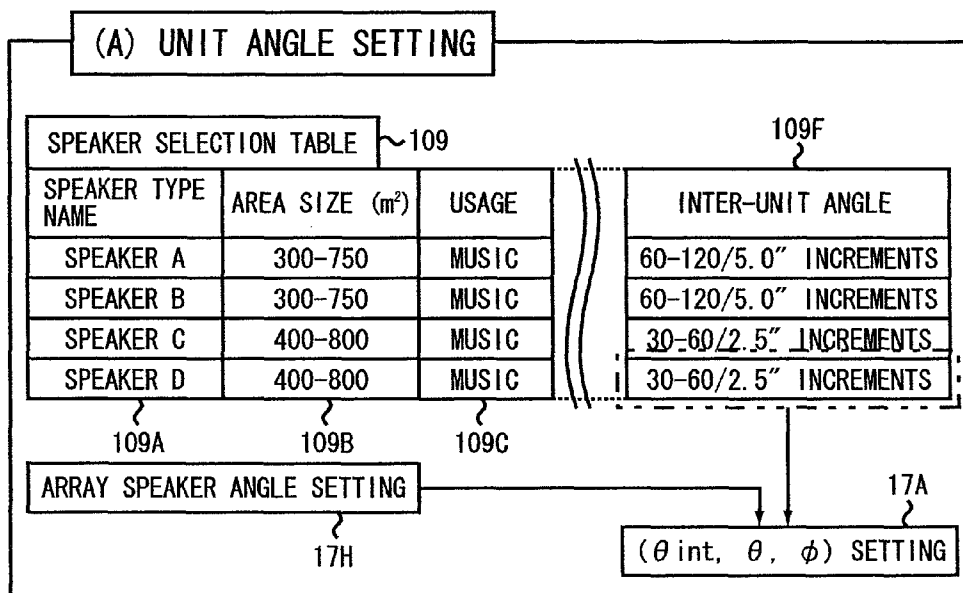 (A) UNIT ANGLE SETTING
SPEAKER SELECTION TABLE 109
109F
SPEAKER TYPE NAME AREA SIZE (m²) USAGE INTER-UNIT ANGLE
SPEAKER A 300-750 MUSIC 60-120/5.0″ INCREMENTS
SPEAKER B 300-750 MUSIC 60-120/5.0″ INCREMENTS
SPEAKER C 400-800 MUSIC 30-60/2.5″ INCREMENTS
SPEAKER D 400-800 MUSIC 30-60/2.5″ INCREMENTS
109A 109B 109C
ARRAY SPEAKER ANGLE SETTING
17H
17A
(θ int, θ, φ) SETTING